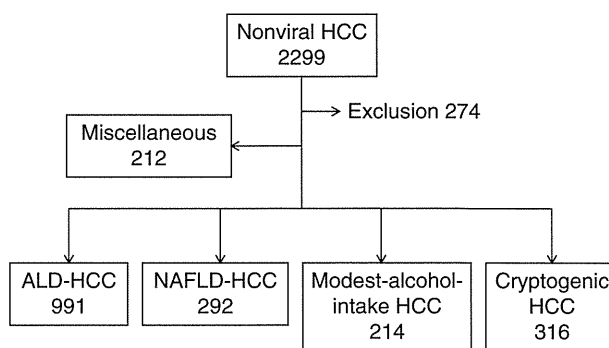 Nonviral HCC
2299
Exclusion 274
Miscellaneous
212
ALD-HCC
991
NAFLD-HCC
292
Modest-alcohol-
intake HCC
214
Cryptogenic
HCC
316